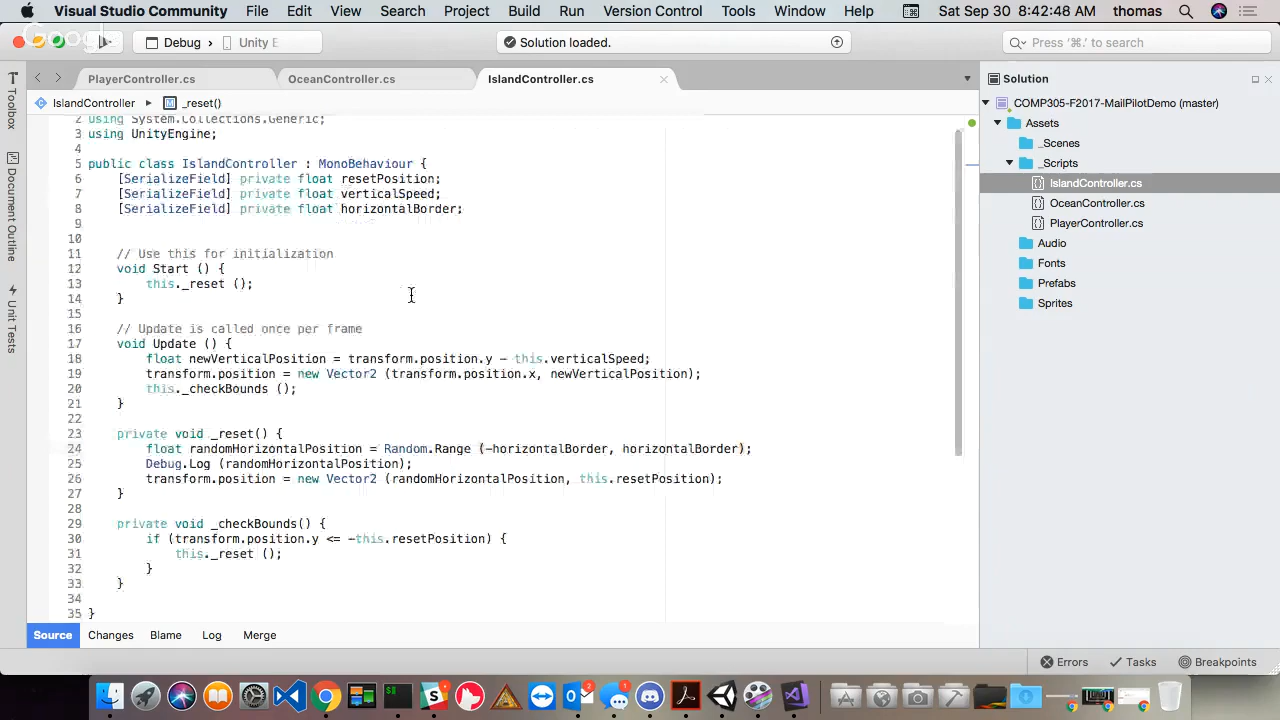 Visual Studio Community File Edit View Search Project Build Run Version Control Tools Window Help Sat Sep 30 8:42:48 AM thomas
Debug › Unity E
Solution loaded.
Press '⌘.' to search
PlayerController.cs
OceanController.cs
IslandController.cs
IslandController ▸ M _reset()
2 using System.Collections.Generic;
3 using UnityEngine;
4
5 public class IslandController : MonoBehaviour {
6 [SerializeField] private float resetPosition;
7 [SerializeField] private float verticalSpeed;
8 [SerializeField] private float horizontalBorder;
9
10
11 // Use this for initialization
12 void Start () {
13 this._reset ();
14 }
15
16 // Update is called once per frame
17 void Update () {
18 float newVerticalPosition = transform.position.y - this.verticalSpeed;
19 transform.position = new Vector2 (transform.position.x, newVerticalPosition);
20 this._checkBounds ();
21 }
22
23 private void _reset() {
24 float randomHorizontalPosition = Random.Range (-horizontalBorder, horizontalBorder);
25 Debug.Log (randomHorizontalPosition);
26 transform.position = new Vector2 (randomHorizontalPosition, this.resetPosition);
27 }
28
29 private void _checkBounds() {
30 if (transform.position.y <= -this.resetPosition) {
31 this._reset ();
32 }
33 }
34
35 }
Source Changes Blame Log Merge
Toolbox
Document Outline
Unit Tests
Solution
COMP305-F2017-MailPilotDemo (master)
Assets
_Scenes
_Scripts
IslandController.cs
OceanController.cs
PlayerController.cs
Audio
Fonts
Prefabs
Sprites
Errors Tasks Breakpoints